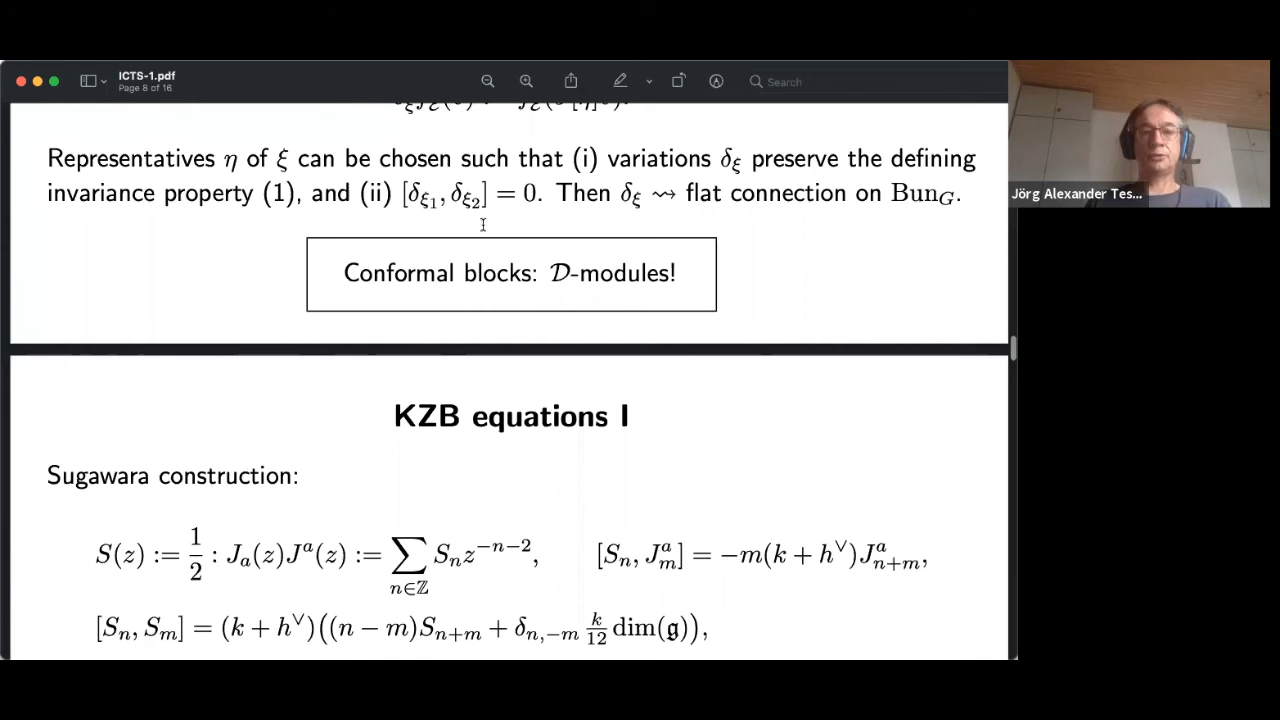 ICTS-1.pdf
Page 8 of 16
Search
Representatives η of ξ can be chosen such that (i) variations δ_ξ preserve the defining
invariance property (1), and (ii) [δ_{ξ_1}, δ_{ξ_2}] = 0. Then δ_ξ ⇝ flat connection on Bun_G.
Conformal blocks: 𝒟-modules!
KZB equations I
Sugawara construction:
S(z) := \frac{1}{2} : J_a(z)J^a(z) := \sum_{n∈ℤ} S_n z^{-n-2}, [S_n, J^a_m] = -m(k + h^∨)J^a_{n+m},
[S_n, S_m] = (k + h^∨)((n - m)S_{n+m} + δ_{n,-m} \frac{k}{12} dim(𝔤)),
Jörg Alexander Tes...